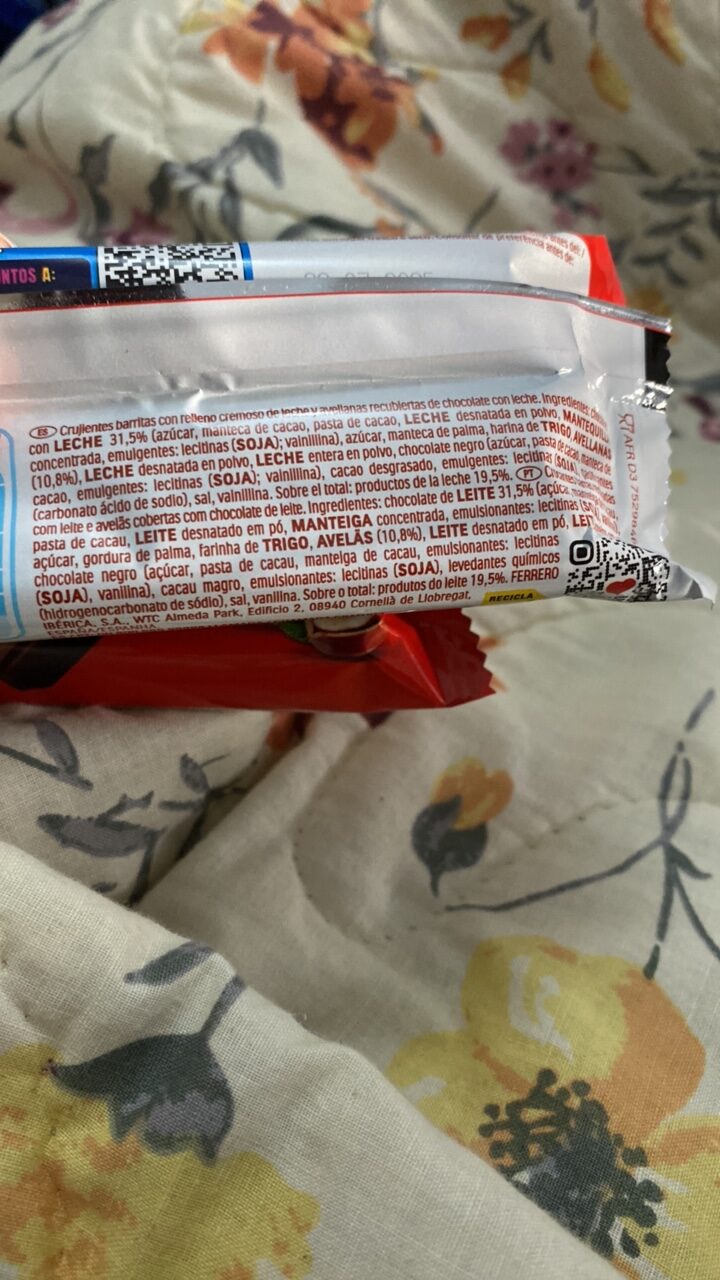 NTOS A:
ES Crujientes barritas con relleno cremoso de leche y avellanas recubiertas de chocolate con leche. Ingredientes:
con LECHE 31,5% (azúcar, manteca de cacao, pasta de cacao, LECHE desnatada en polvo, MANTEQUILLA
concentrada, emulgentes: lecitinas (SOJA); vainillina), azúcar, manteca de palma, harina de TRIGO, AVELLANAS
(10,8%), LECHE desnatada en polvo, LECHE entera en polvo, chocolate negro (azúcar, pasta de cacao, manteca de
cacao, emulgentes: lecitinas (SOJA); vainillina), cacao desgrasado, emulgentes: lecitinas (SOJA),
(carbonato ácido de sodio), sal, vainillina. Sobre el total: productos de la leche 19,5%. PT
com leite e avelãs cobertas com chocolate de leite. Ingredientes: chocolate de LEITE 31,5% (açúcar,
pasta de cacau, LEITE desnatado em pó, MANTEIGA concentrada, emulsionantes: lecitinas
açúcar, gordura de palma, farinha de TRIGO, AVELÃS (10,8%), LEITE desnatado em pó,
chocolate negro (açúcar, pasta de cacau, manteiga de cacau, emulsionantes: lecitinas
(SOJA), vanilina), cacau magro, emulsionantes: lecitinas (SOJA), levedantes químicos
(hidrogenocarbonato de sódio), sal, vanilina. Sobre o total: produtos do leite 19,5%. FERRERO
IBÉRICA, S.A., WTC Almeda Park, Edificio 2, 08940 Cornellà de Llobregat,
ESPAÑA/ESPANHA
RECICLA